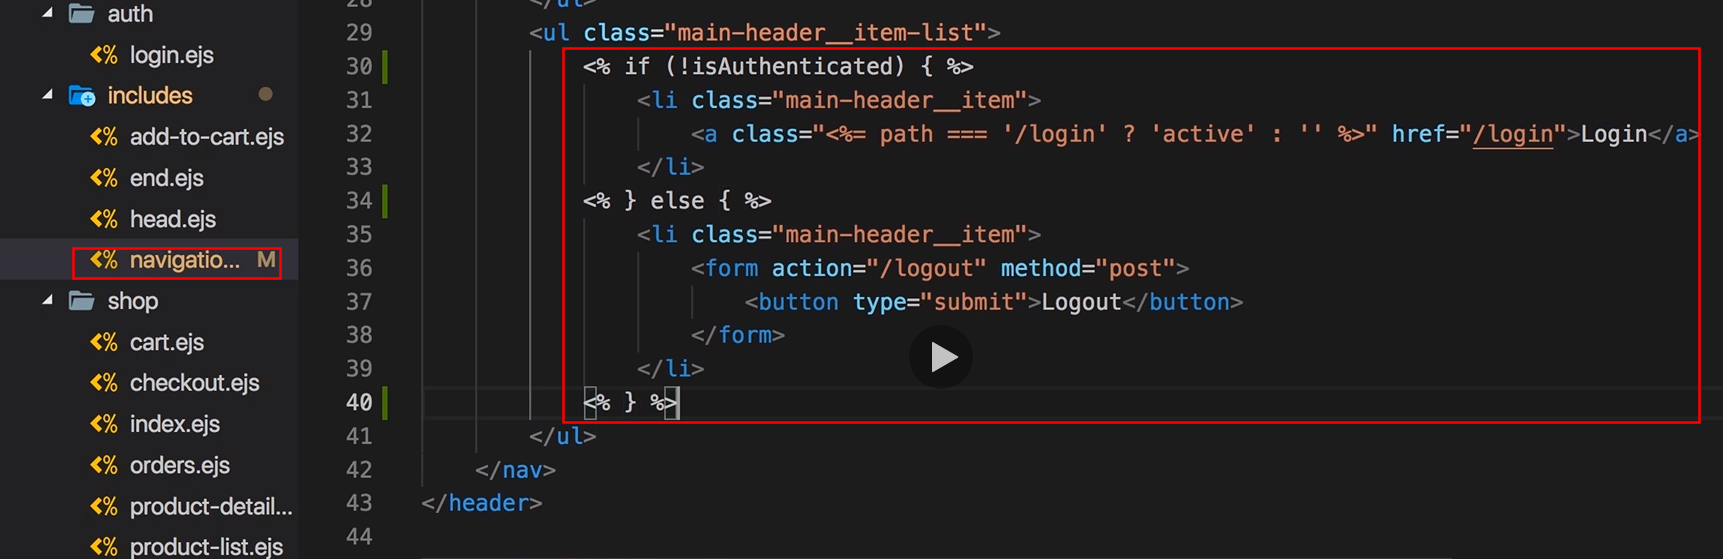 auth
login.ejs
includes
add-to-cart.ejs
end.ejs
head.ejs
navigatio... M
shop
cart.ejs
checkout.ejs
index.ejs
orders.ejs
product-detail...
product-list.ejs
28 </ul>
29 <ul class="main-header__item-list">
30 <% if (!isAuthenticated) { %>
31 <li class="main-header__item">
32 <a class="<%= path === '/login' ? 'active' : '' %>" href="/login">Login</a>
33 </li>
34 <% } else { %>
35 <li class="main-header__item">
36 <form action="/logout" method="post">
37 <button type="submit">Logout</button>
38 </form>
39 </li>
40 <% } %>
41 </ul>
42 </nav>
43 </header>
44